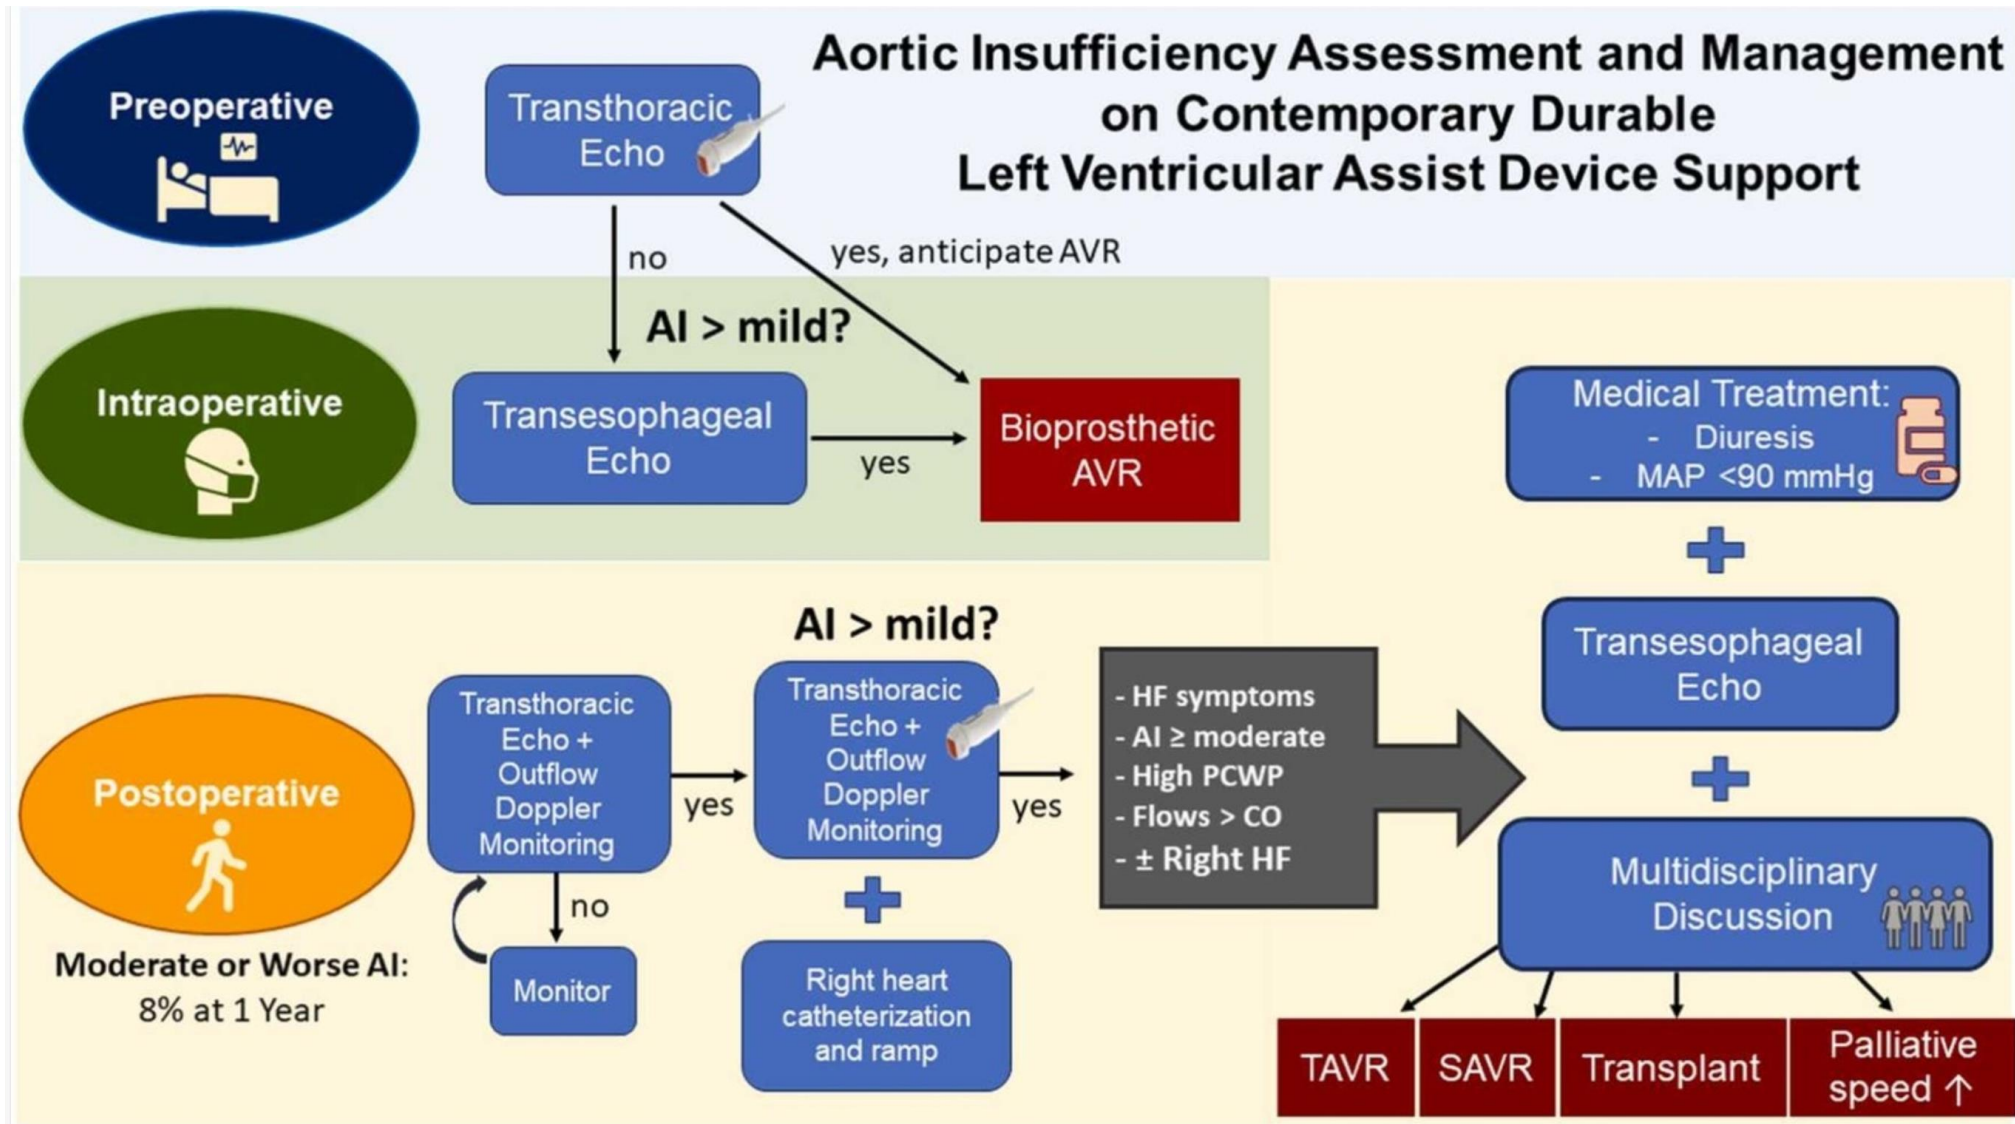 Aortic Insufficiency Assessment and Management
on Contemporary Durable
Left Ventricular Assist Device Support
Preoperative
Transthoracic
Echo
no
yes, anticipate AVR
AI > mild?
Intraoperative
Transesophageal
Echo
yes
Bioprosthetic
AVR
Postoperative
Moderate or Worse AI:
8% at 1 Year
Transthoracic
Echo +
Outflow
Doppler
Monitoring
no
Monitor
yes
AI > mild?
Transthoracic
Echo +
Outflow
Doppler
Monitoring
Right heart
catheterization
and ramp
yes
- HF symptoms
- AI ≥ moderate
- High PCWP
- Flows > CO
- ± Right HF
Medical Treatment:
- Diuresis
- MAP <90 mmHg
Transesophageal
Echo
Multidisciplinary
Discussion
TAVR
SAVR
Transplant
Palliative
speed ↑